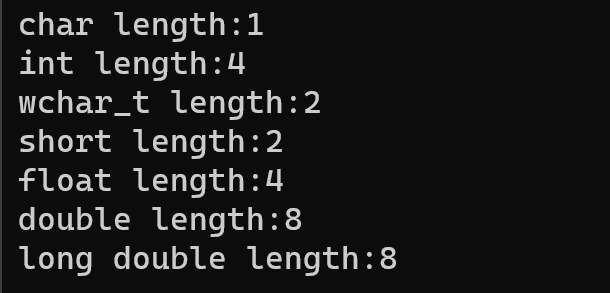 char length:1
int length:4
wchar_t length:2
short length:2
float length:4
double length:8
long double length:8